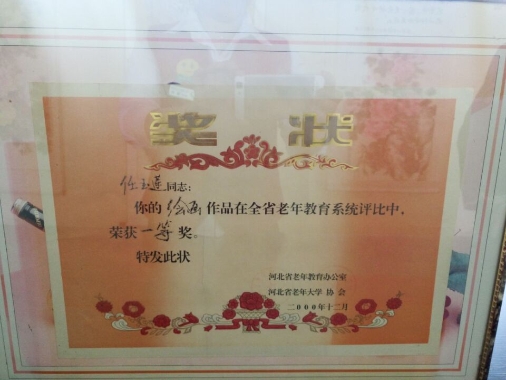 奖 状
任玉莲同志:
你的绘画作品在全省老年教育系统评比中,
荣获一等奖。
特发此状
河北省老年教育办公室
河北省老年大学 协会
二000年十二月